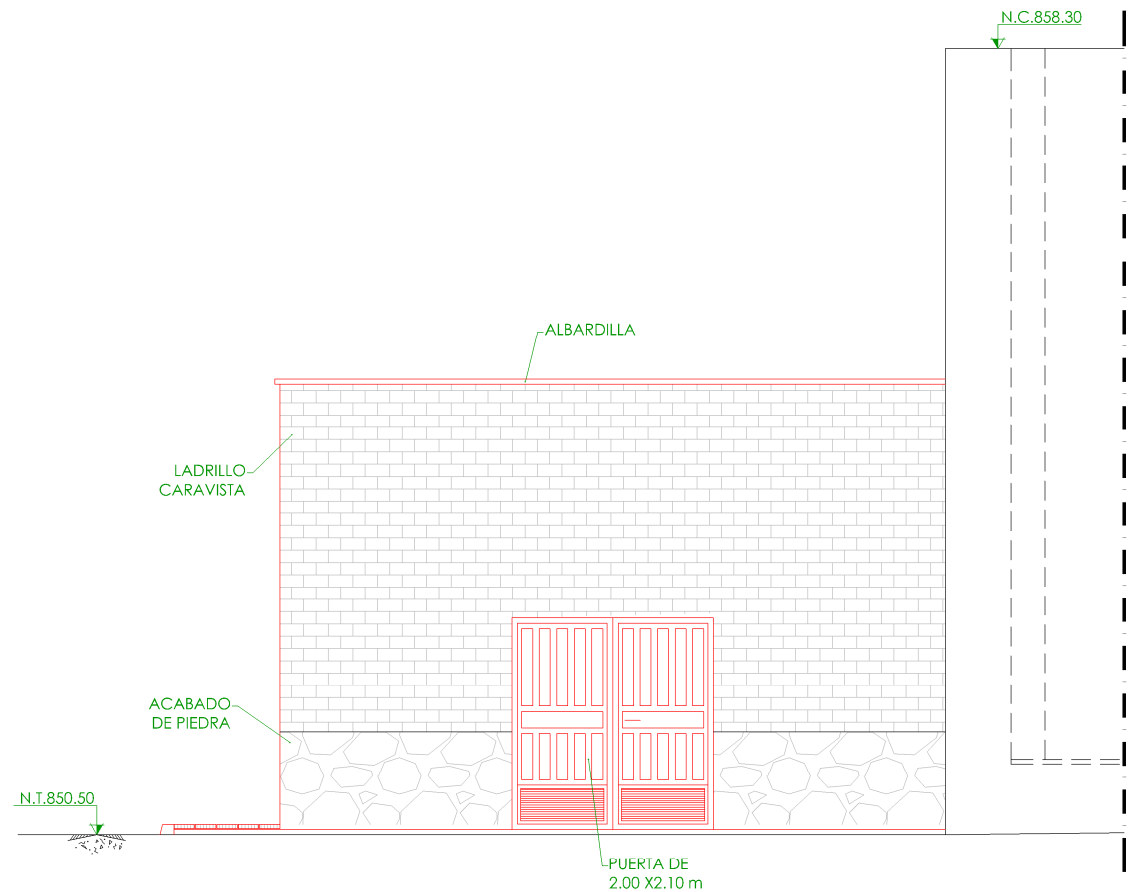 N.C.858.30
ALBARDILLA
LADRILLO
CARAVISTA
ACABADO
DE PIEDRA
N.T.850.50
PUERTA DE
2.00 X2.10 m